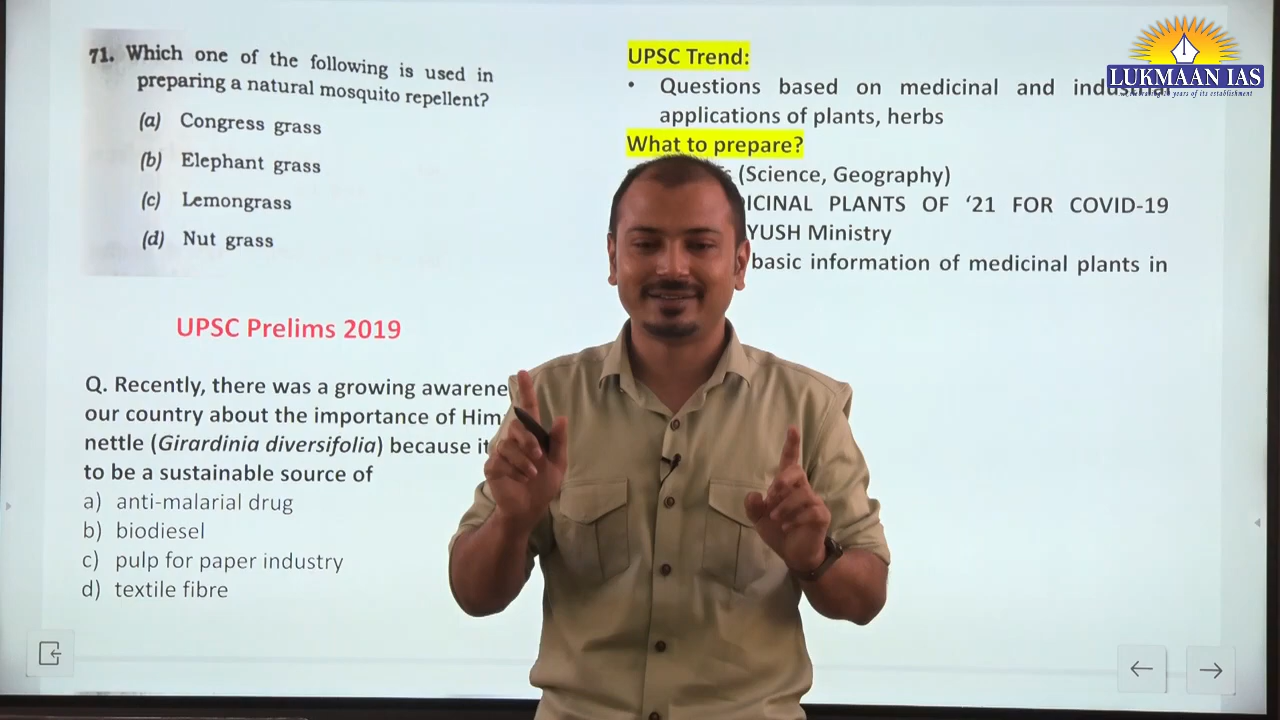 71. Which one of the following is used in
preparing a natural mosquito repellent?
(a) Congress grass
(b) Elephant grass
(c) Lemongrass
(d) Nut grass
UPSC Prelims 2019
Q. Recently, there was a growing awarene
our country about the importance of Him
nettle (Girardinia diversifolia) because it
to be a sustainable source of
a) anti-malarial drug
b) biodiesel
c) pulp for paper industry
d) textile fibre
UPSC Trend:
• Questions based on medicinal and industrial
applications of plants, herbs
What to prepare?
(Science, Geography)
ICINAL PLANTS OF ‘21 FOR COVID-19
YUSH Ministry
basic information of medicinal plants in
LUKMAAN IAS
years of its establishment